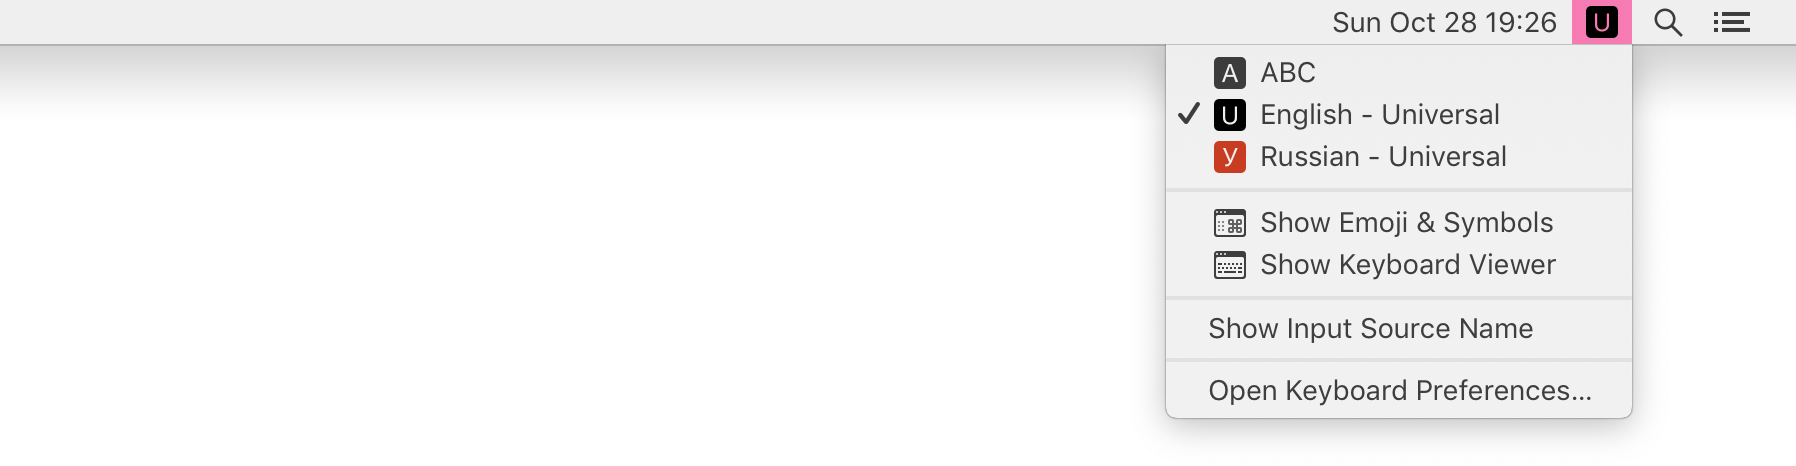 Sun Oct 28 19:26 U
A ABC
✓ U English - Universal
У Russian - Universal
Show Emoji & Symbols
Show Keyboard Viewer
Show Input Source Name
Open Keyboard Preferences...